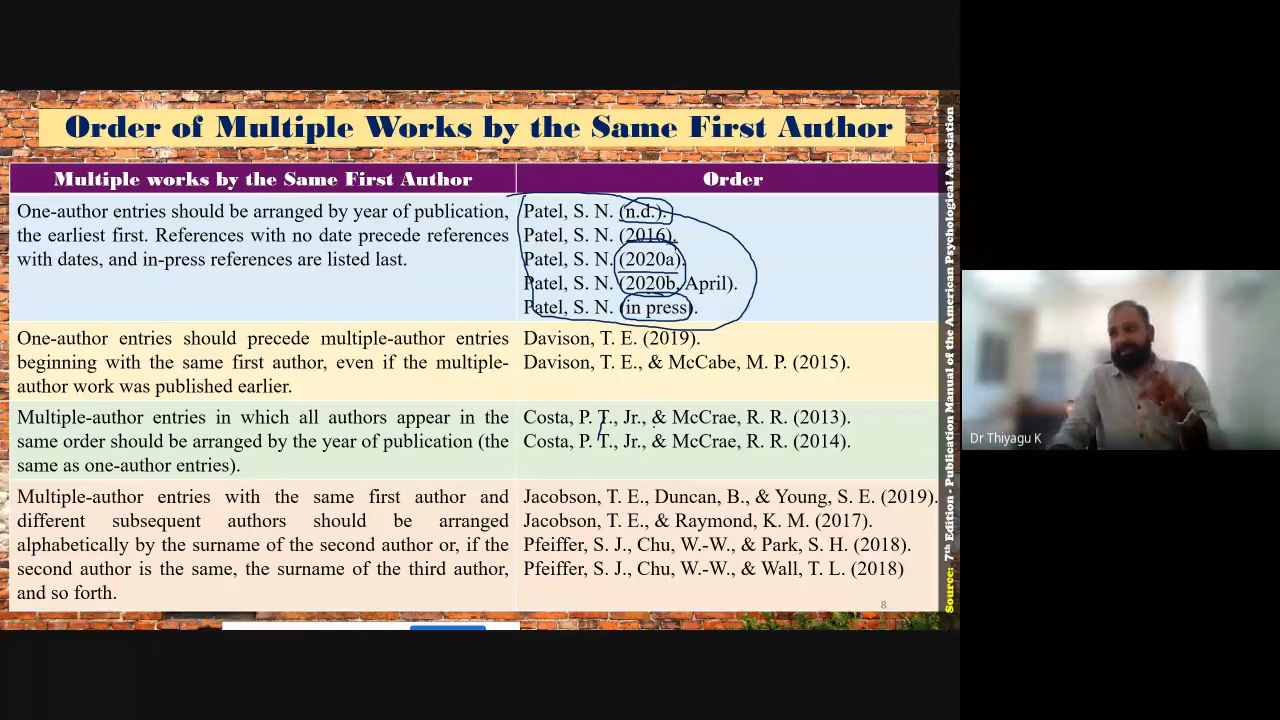 Order of Multiple Works by the Same First Author
Multiple works by the Same First Author
Order
One-author entries should be arranged by year of publication,
the earliest first. References with no date precede references
with dates, and in-press references are listed last.
Patel, S. N. (n.d.).
Patel, S. N. (2016).
Patel, S. N. (2020a).
Patel, S. N. (2020b, April).
Patel, S. N. (in press).
One-author entries should precede multiple-author entries
beginning with the same first author, even if the multiple-
author work was published earlier.
Davison, T. E. (2019).
Davison, T. E., & McCabe, M. P. (2015).
Multiple-author entries in which all authors appear in the
same order should be arranged by the year of publication (the
same as one-author entries).
Costa, P. T., Jr., & McCrae, R. R. (2013).
Costa, P. T., Jr., & McCrae, R. R. (2014).
Multiple-author entries with the same first author and
different subsequent authors should be arranged
alphabetically by the surname of the second author or, if the
second author is the same, the surname of the third author,
and so forth.
Jacobson, T. E., Duncan, B., & Young, S. E. (2019).
Jacobson, T. E., & Raymond, K. M. (2017).
Pfeiffer, S. J., Chu, W.-W., & Park, S. H. (2018).
Pfeiffer, S. J., Chu, W.-W., & Wall, T. L. (2018)
8
Source: 7th Edition - Publication Manual of the American Psychological Association
Dr Thiyagu K